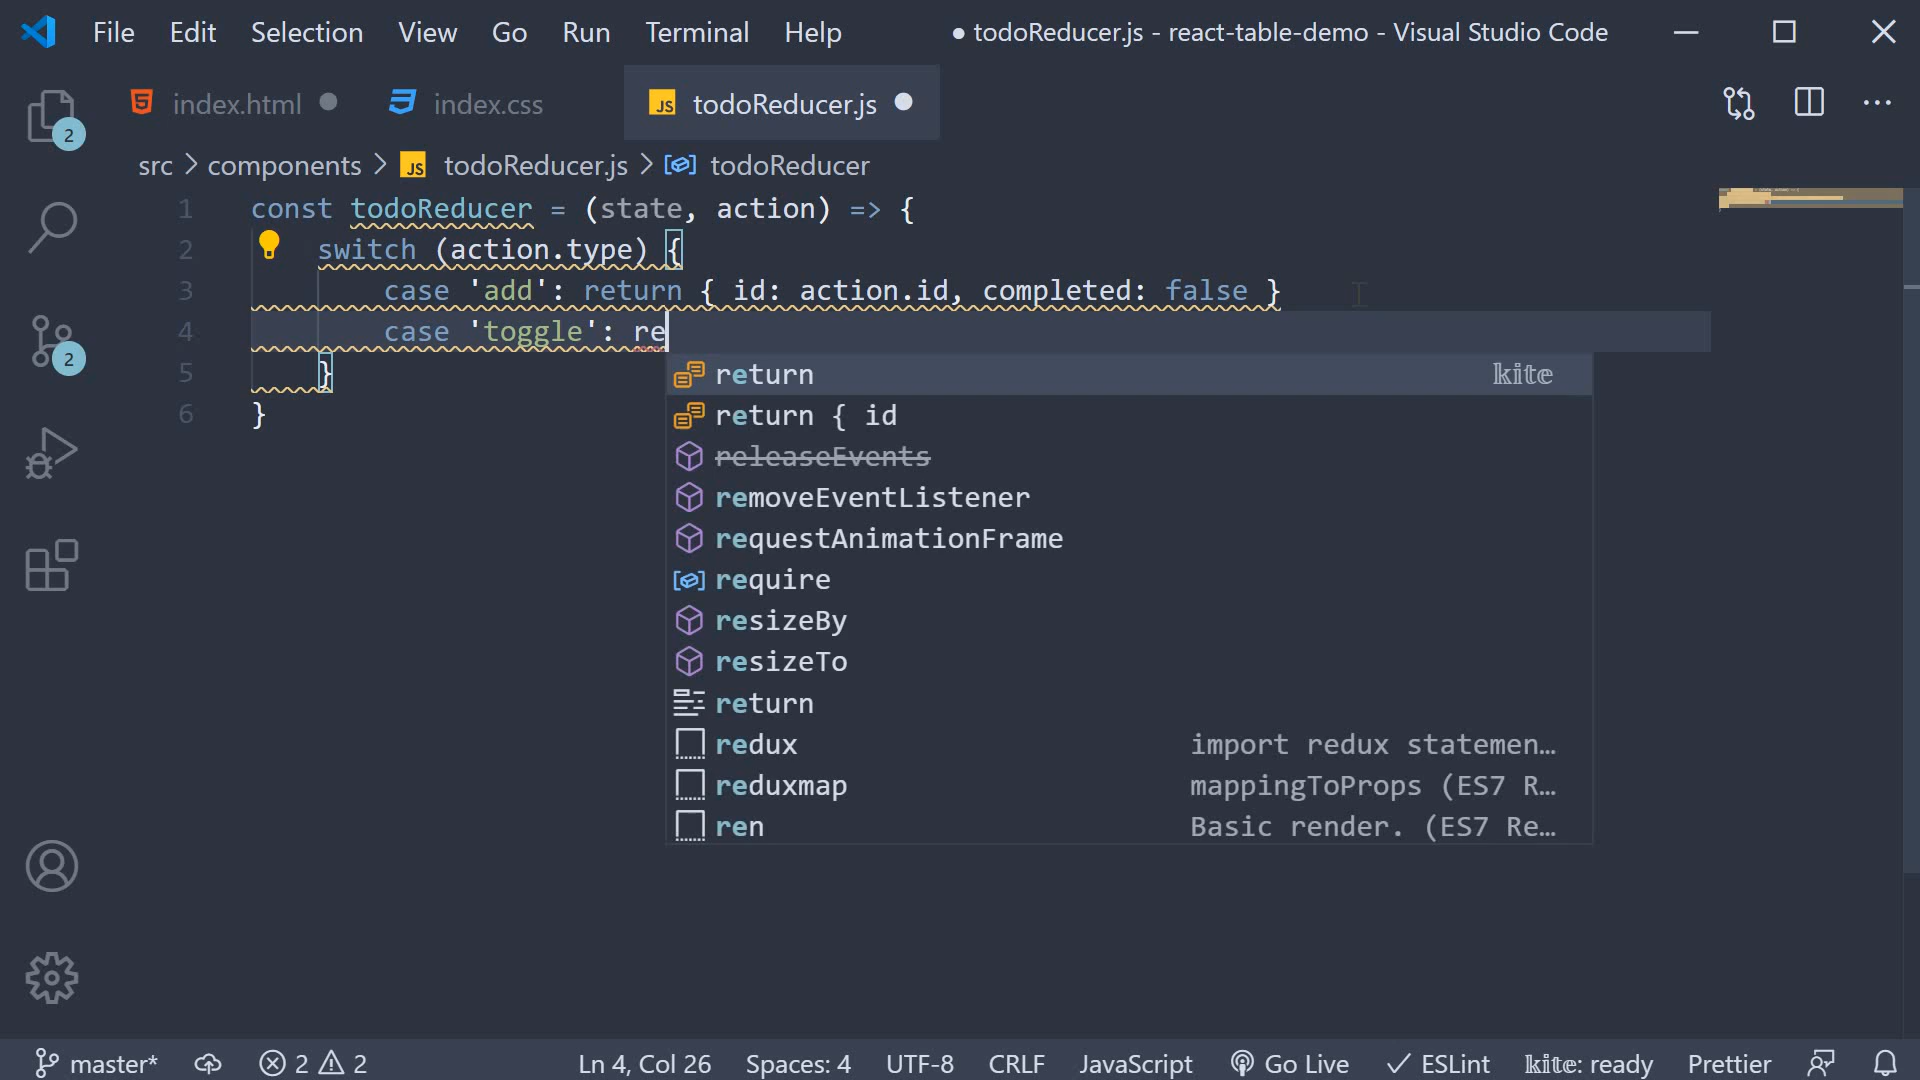 File Edit Selection View Go Run Terminal Help ● todoReducer.js - react-table-demo - Visual Studio Code
index.html index.css JS todoReducer.js
2
src > components > JS todoReducer.js > todoReducer
1 const todoReducer = (state, action) => {
2 switch (action.type) {
3 case 'add': return { id: action.id, completed: false }
4 case 'toggle': re
5 }
6 }
2
return kite
return { id
releaseEvents
removeEventListener
requestAnimationFrame
require
resizeBy
resizeTo
return
redux import redux statemen…
reduxmap mappingToProps (ES7 R…
ren Basic render. (ES7 Re…
master* 2 2 Ln 4, Col 26 Spaces: 4 UTF-8 CRLF JavaScript Go Live ESLint kite: ready Prettier